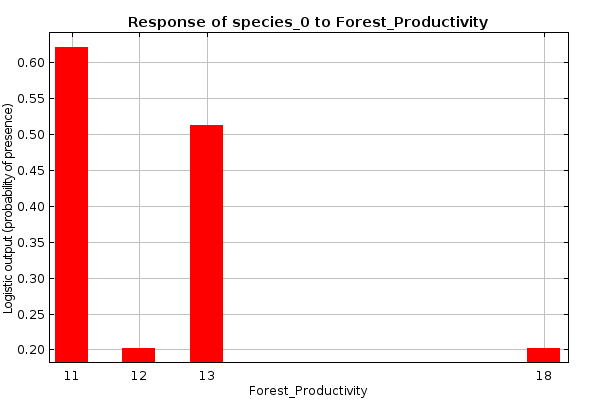 Response of species_0 to Forest_Productivity
Logistic output (probability of presence)
0.60
0.55
0.50
0.45
0.40
0.35
0.30
0.25
0.20
11 12 13 18
Forest_Productivity